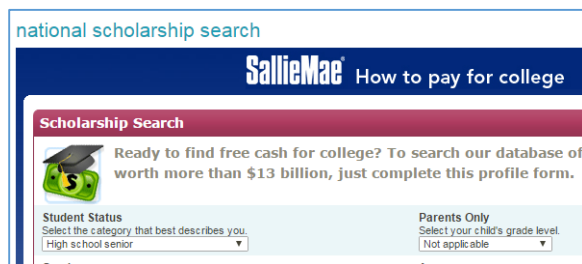 national scholarship search
SallieMae How to pay for college
Scholarship Search
Ready to find free cash for college? To search our database of
worth more than $13 billion, just complete this profile form.
Student Status Parents Only
Select the category that best describes you. Select your child's grade level.
High school senior Not applicable